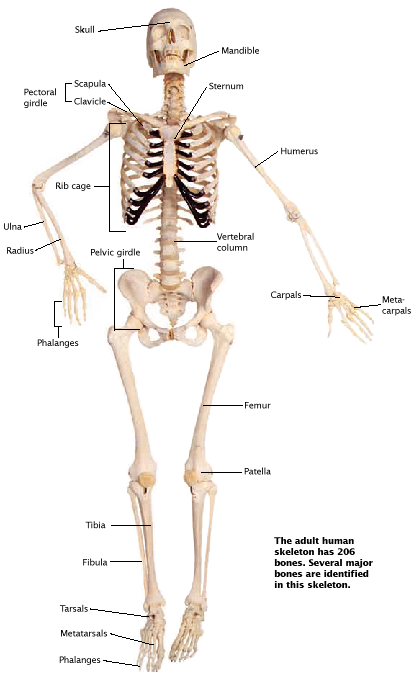 Skull
Mandible
Scapula
Pectoral
girdle
Clavicle
Sternum
Humerus
Rib cage
Ulna
Radius
Vertebral
column
Pelvic girdle
Carpals
Meta-
carpals
Phalanges
Femur
Patella
Tibia
The adult human
skeleton has 206
bones. Several major
bones are identified
in this skeleton.
Fibula
Tarsals
Metatarsals
Phalanges